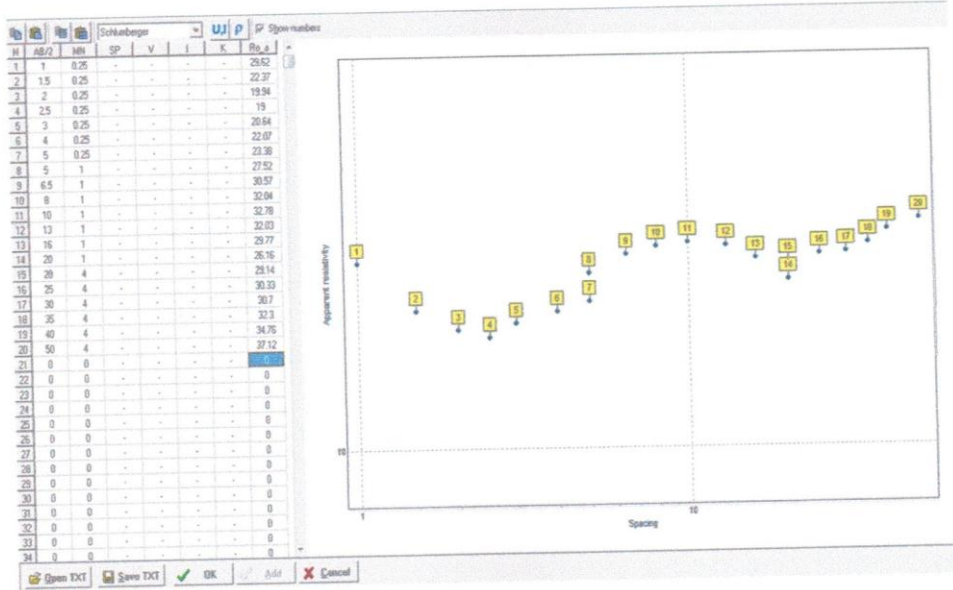 Schlumberger U,I ρ Show numbers
N AB/2 MN SP V I K Ro_a
1 1 0.25 - - - - 29.62
2 1.5 0.25 - - - - 22.37
3 2 0.25 - - - - 19.94
4 2.5 0.25 - - - - 19
5 3 0.25 - - - - 20.64
6 4 0.25 - - - - 22.07
7 5 0.25 - - - - 23.38
8 5 1 - - - - 27.52
9 6.5 1 - - - - 30.57
10 8 1 - - - - 32.04
11 10 1 - - - - 32.78
12 13 1 - - - - 32.03
13 16 1 - - - - 29.77
14 20 1 - - - - 26.16
15 20 4 - - - - 29.14
16 25 4 - - - - 30.33
17 30 4 - - - - 30.7
18 35 4 - - - - 32.3
19 40 4 - - - - 34.76
20 50 4 - - - - 37.12
21 0 0 - - - - 0
22 0 0 - - - - 0
23 0 0 - - - - 0
24 0 0 - - - - 0
25 0 0 - - - - 0
26 0 0 - - - - 0
27 0 0 - - - - 0
28 0 0 - - - - 0
29 0 0 - - - - 0
30 0 0 - - - - 0
31 0 0 - - - - 0
32 0 0 - - - - 0
33 0 0 - - - - 0
34 0 0 - - - - 0
Open TXT Save TXT OK Add Cancel
Apparent resistivity
10
1 2 3 4 5 6 7 8 9 10 11 12 13 14 15 16 17 18 19 20
1 10
Spacing